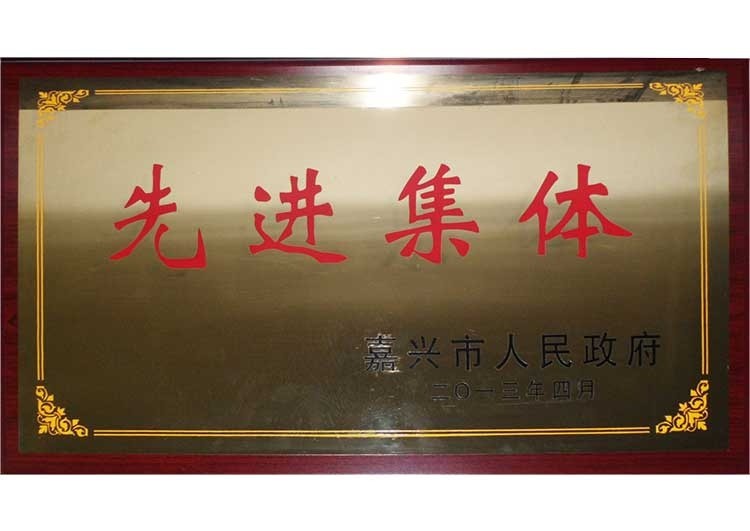 先进集体
嘉兴市人民政府
二〇一三年四月